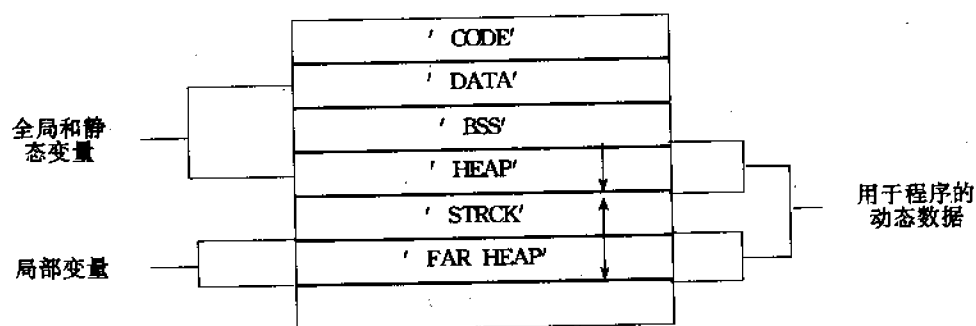 ' CODE'
' DATA'
' BSS'
' HEAP'
' STRCK'
' FAR HEAP'
全局和静
态变量
局部变量
用于程序的
动态数据